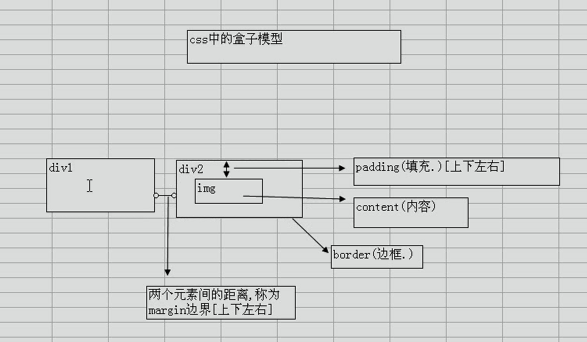 css中的盒子模型
div1
div2
img
padding(填充.)[上下左右]
content(内容)
border(边框.)
两个元素间的距离,称为
margin边界[上下左右]